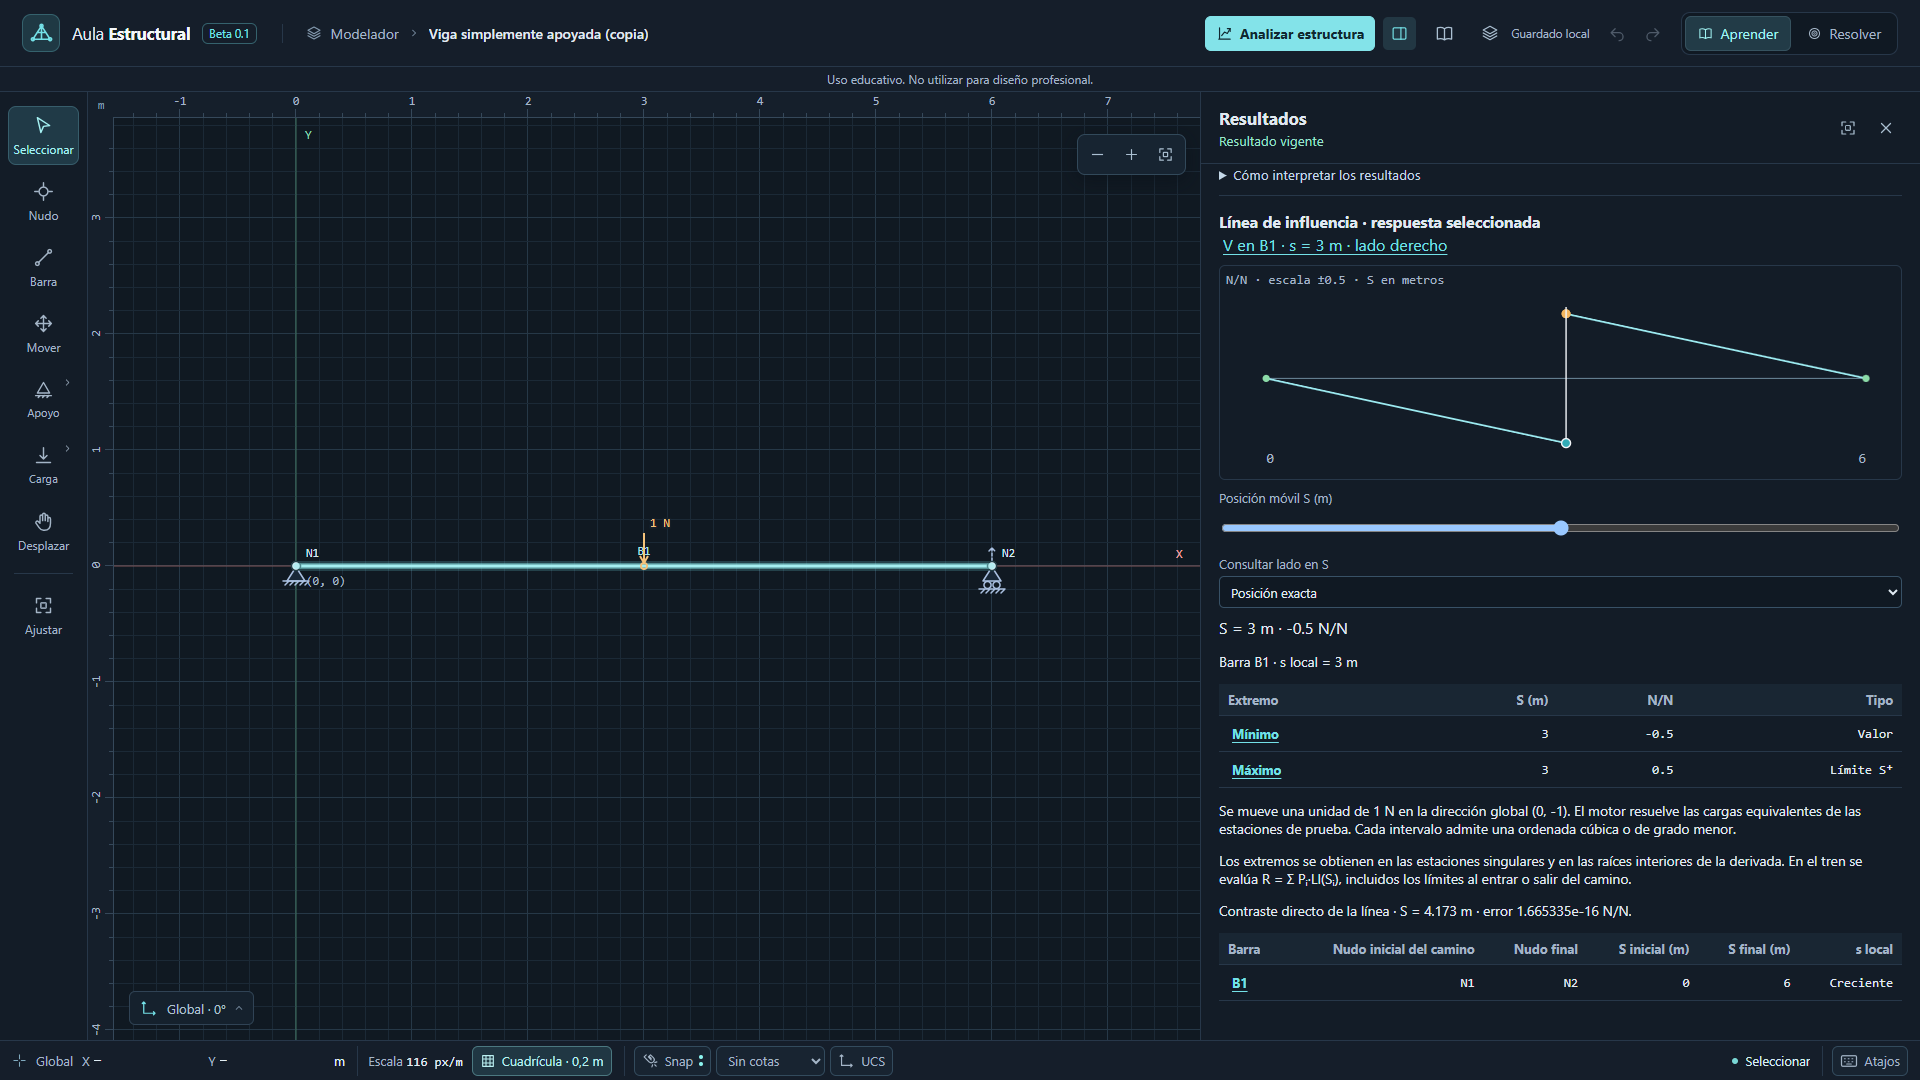 Aula Estructural
Beta 0.1
Modelador › Viga simplemente apoyada (copia)
Analizar estructura
Guardado local
Aprender
Resolver
Uso educativo. No utilizar para diseño profesional.
Seleccionar
Nudo
Barra
Mover
Apoyo
Carga
Desplazar
Ajustar
m
-1 0 1 2 3 4 5 6 7
3
2
1
0
-1
-2
-3
-4
Y
X
1 N
B1
N1
(0, 0)
N2
Global · 0°
Resultados
Resultado vigente
Cómo interpretar los resultados
Línea de influencia · respuesta seleccionada
V en B1 · s = 3 m · lado derecho
N/N · escala ±0.5 · S en metros
0 6
Posición móvil S (m)
Consultar lado en S
Posición exacta
S = 3 m · -0.5 N/N
Barra B1 · s local = 3 m
Extremo S (m) N/N Tipo
Mínimo 3 -0.5 Valor
Máximo 3 0.5 Límite S⁺
Se mueve una unidad de 1 N en la dirección global (0, -1). El motor resuelve las cargas equivalentes de las
estaciones de prueba. Cada intervalo admite una ordenada cúbica o de grado menor.
Los extremos se obtienen en las estaciones singulares y en las raíces interiores de la derivada. En el tren se
evalúa R = Σ Pᵢ·LI(Sᵢ), incluidos los límites al entrar o salir del camino.
Contraste directo de la línea · S = 4.173 m · error 1.665335e-16 N/N.
Barra Nudo inicial del camino Nudo final S inicial (m) S final (m) s local
B1 N1 N2 0 6 Creciente
Global X — Y — m
Escala 116 px/m
Cuadrícula · 0,2 m
Snap
Sin cotas
UCS
Seleccionar
Atajos